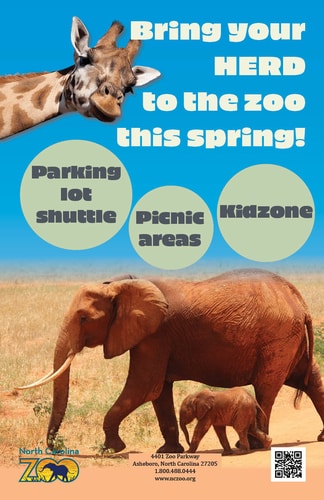 Bring your
HERD
to the zoo
this spring!
Parking
lot
shuttle
Picnic
areas
Kidzone
North Carolina
ZOO
4401 Zoo Parkway
Asheboro, North Carolina 27205
1.800.488.0444
www.nczoo.org